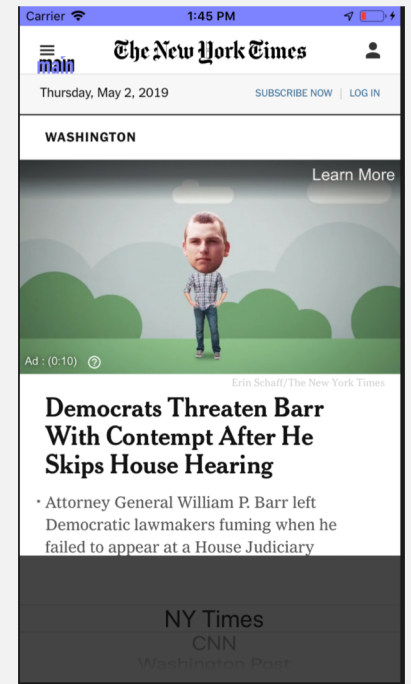 Carrier 1:45 PM
The New York Times
main
Thursday, May 2, 2019 SUBSCRIBE NOW | LOG IN
WASHINGTON
Learn More
Ad : (0:10) ?
Erin Schaff/The New York Times
Democrats Threaten Barr
With Contempt After He
Skips House Hearing
• Attorney General William P. Barr left
Democratic lawmakers fuming when he
failed to appear at a House Judiciary
NY Times
CNN
Washington Post